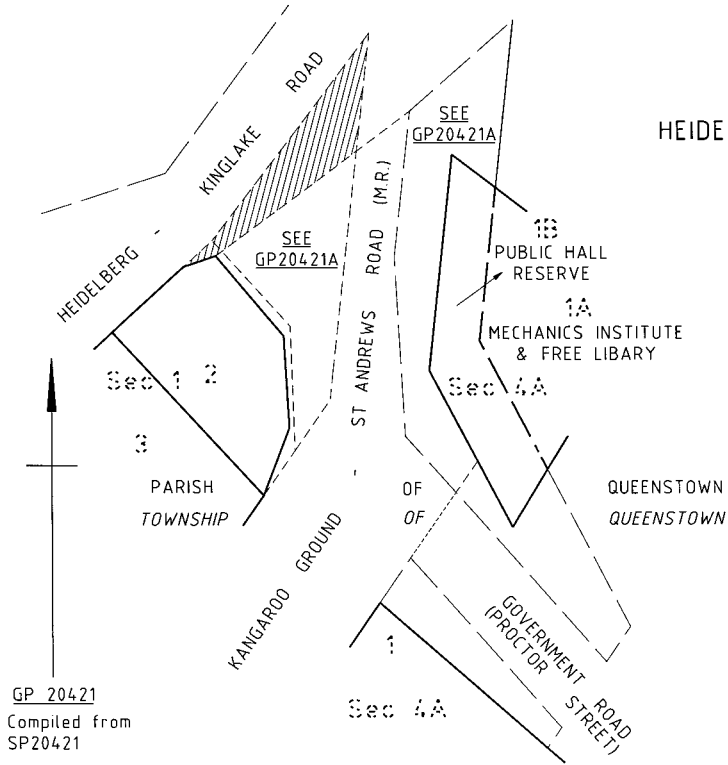 HEIDELBERG - KINGLAKE ROAD
SEE
GP20421A
HEIDE
SEE
GP20421A
ST ANDREWS ROAD (M.R.)
1B
PUBLIC HALL
RESERVE
1A
MECHANICS INSTITUTE
& FREE LIBARY
Sec 1
2
Sec 4A
3
PARISH OF QUEENSTOWN
TOWNSHIP OF QUEENSTOWN
KANGAROO GROUND -
GOVERNMENT ROAD
(PROCTOR STREET)
1
Sec 4A
GP 20421
Compiled from
SP20421